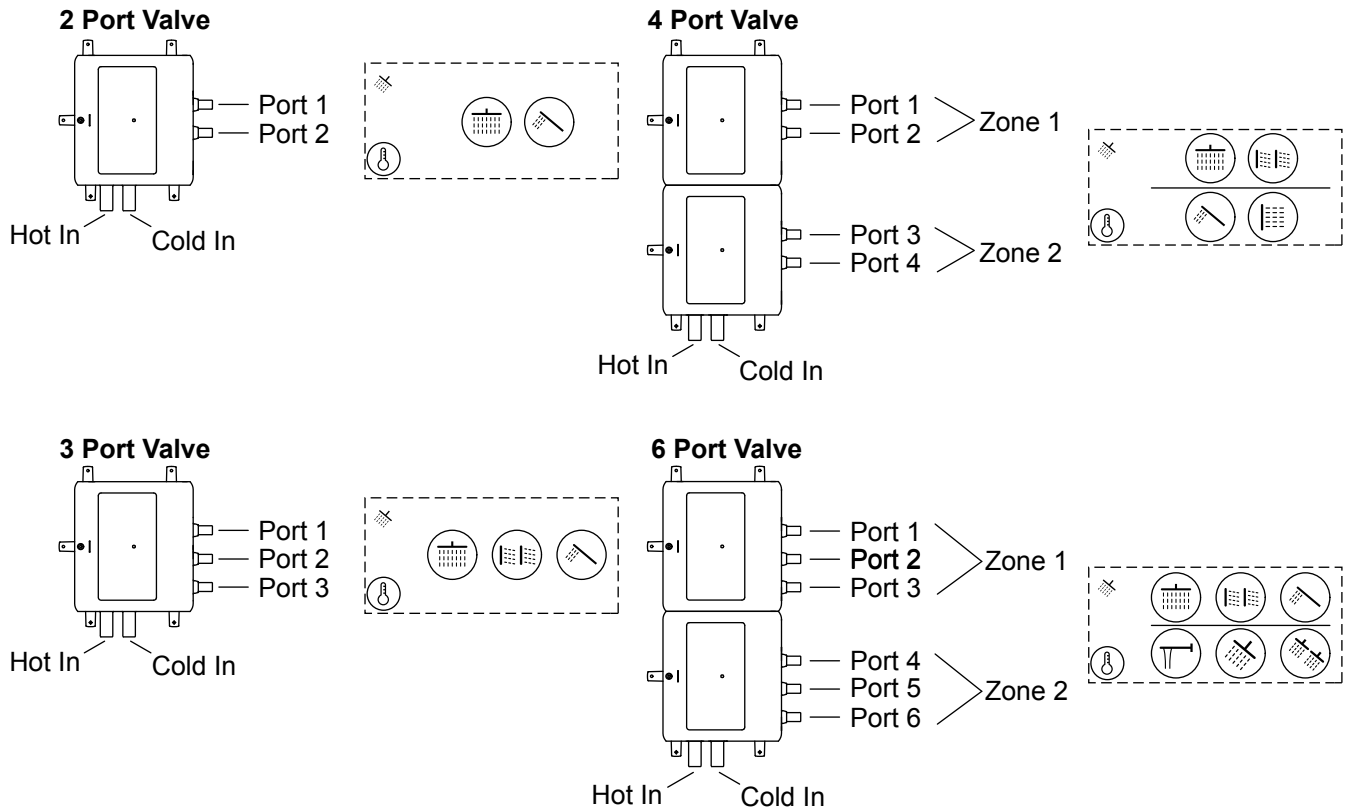 2 Port Valve
Port 1
Port 2
Hot In
Cold In
4 Port Valve
Port 1
Port 2
Zone 1
Port 3
Port 4
Zone 2
Hot In
Cold In
3 Port Valve
Port 1
Port 2
Port 3
Hot In
Cold In
6 Port Valve
Port 1
Port 2
Port 3
Zone 1
Port 4
Port 5
Port 6
Zone 2
Hot In
Cold In